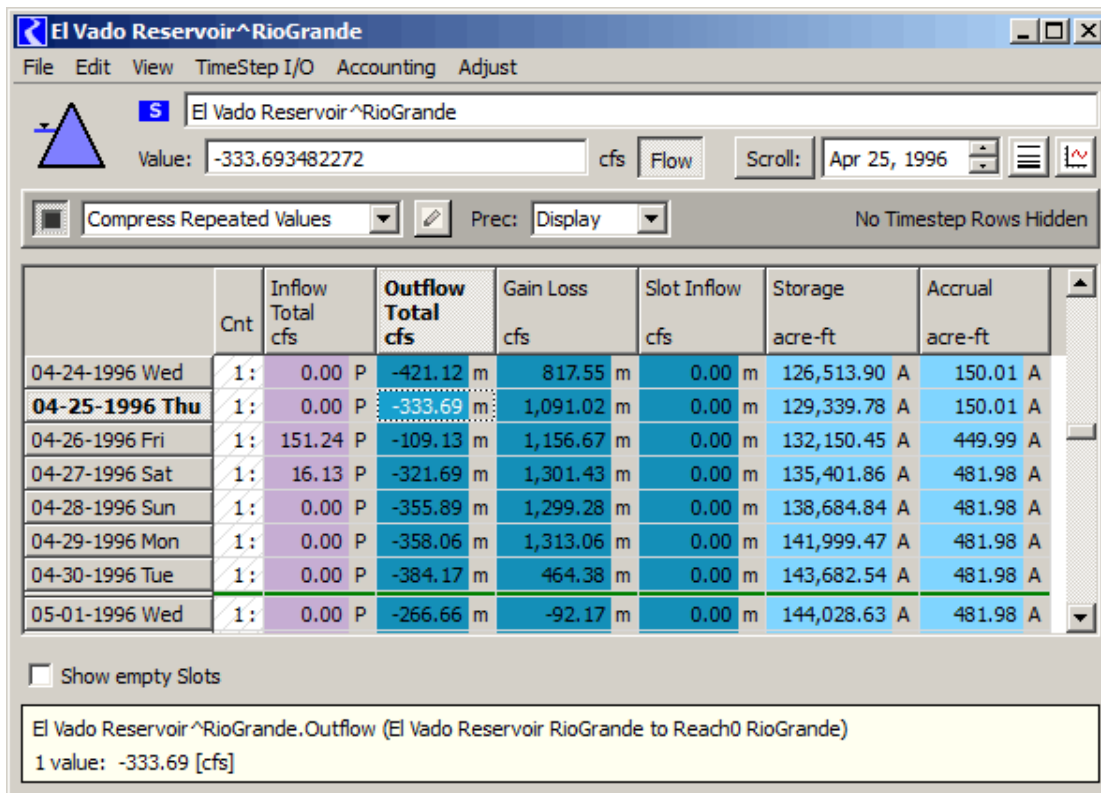 El Vado Reservoir^RioGrande
File Edit View TimeStep I/O Accounting Adjust
S El Vado Reservoir^RioGrande
Value: -333.693482272 cfs Flow Scroll: Apr 25, 1996
Compress Repeated Values Prec: Display No Timestep Rows Hidden
Cnt Inflow Total cfs Outflow Total cfs Gain Loss cfs Slot Inflow cfs Storage acre-ft Accrual acre-ft
04-24-1996 Wed 1: 0.00 P -421.12 m 817.55 m 0.00 m 126,513.90 A 150.01 A
04-25-1996 Thu 1: 0.00 P -333.69 m 1,091.02 m 0.00 m 129,339.78 A 150.01 A
04-26-1996 Fri 1: 151.24 P -109.13 m 1,156.67 m 0.00 m 132,150.45 A 449.99 A
04-27-1996 Sat 1: 16.13 P -321.69 m 1,301.43 m 0.00 m 135,401.86 A 481.98 A
04-28-1996 Sun 1: 0.00 P -355.89 m 1,299.28 m 0.00 m 138,684.84 A 481.98 A
04-29-1996 Mon 1: 0.00 P -358.06 m 1,313.06 m 0.00 m 141,999.47 A 481.98 A
04-30-1996 Tue 1: 0.00 P -384.17 m 464.38 m 0.00 m 143,682.54 A 481.98 A
05-01-1996 Wed 1: 0.00 P -266.66 m -92.17 m 0.00 m 144,028.63 A 481.98 A
Show empty Slots
El Vado Reservoir^RioGrande.Outflow (El Vado Reservoir RioGrande to Reach0 RioGrande)
1 value: -333.69 [cfs]